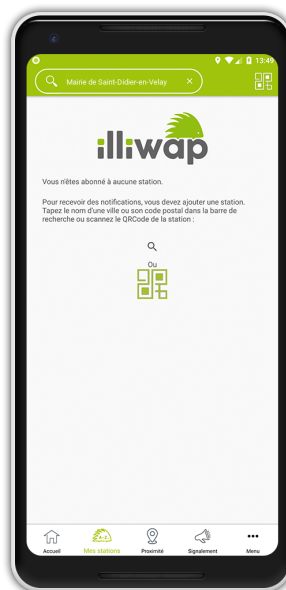 13:49
Mairie de Saint-Didier-en-Velay
illiwap
Vous n'êtes abonné à aucune station.
Pour recevoir des notifications, vous devez ajouter une station.
Tapez le nom d'une ville ou son code postal dans la barre de
recherche ou scannez le QRCode de la station :
Ou
A-Z
Accueil Mes stations Proximité Signalement Menu